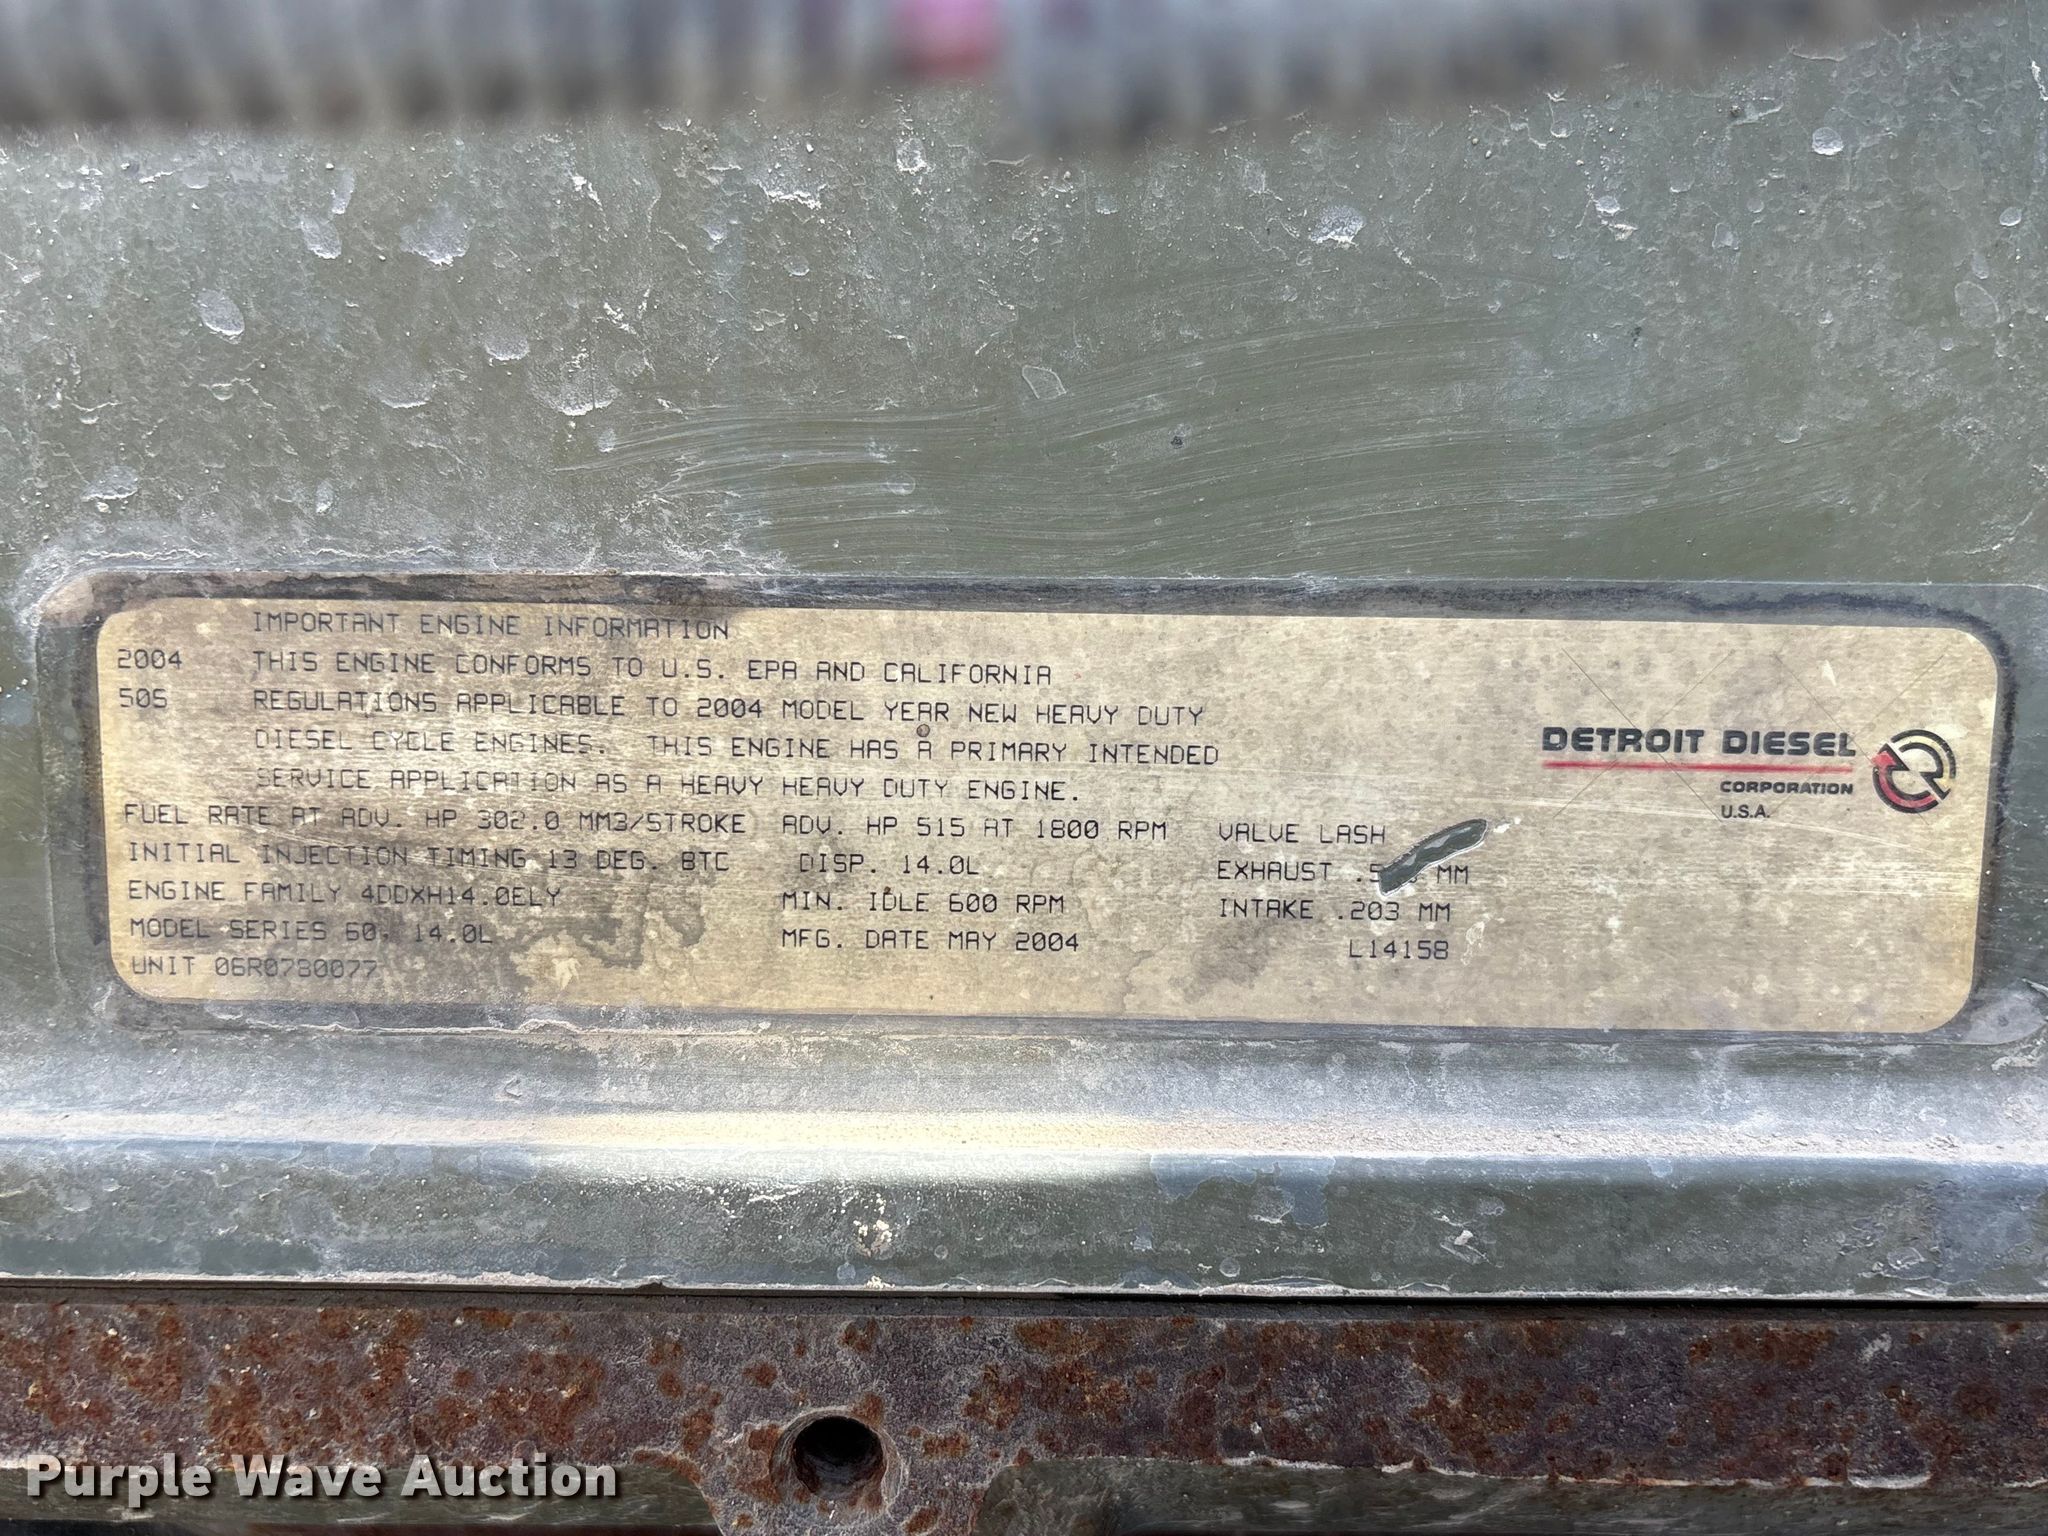 IMPORTANT ENGINE INFORMATION
2004 THIS ENGINE CONFORMS TO U.S. EPA AND CALIFORNIA
505 REGULATIONS APPLICABLE TO 2004 MODEL YEAR NEW HEAVY DUTY
DIESEL CYCLE ENGINES. THIS ENGINE HAS A PRIMARY INTENDED
SERVICE APPLICATION AS A HEAVY HEAVY DUTY ENGINE.
FUEL RATE AT ADV. HP 302.0 MM3/STROKE ADV. HP 515 AT 1800 RPM VALVE LASH
INITIAL INJECTION TIMING 13 DEG. BTC DISP. 14.0L EXHAUST MM
ENGINE FAMILY 4DDXH14.0ELY MIN. IDLE 600 RPM INTAKE .203 MM
MODEL SERIES 60, 14.0L MFG. DATE MAY 2004 L14158
UNIT 06R0780077
DETROIT DIESEL
CORPORATION
U.S.A.
Purple Wave Auction